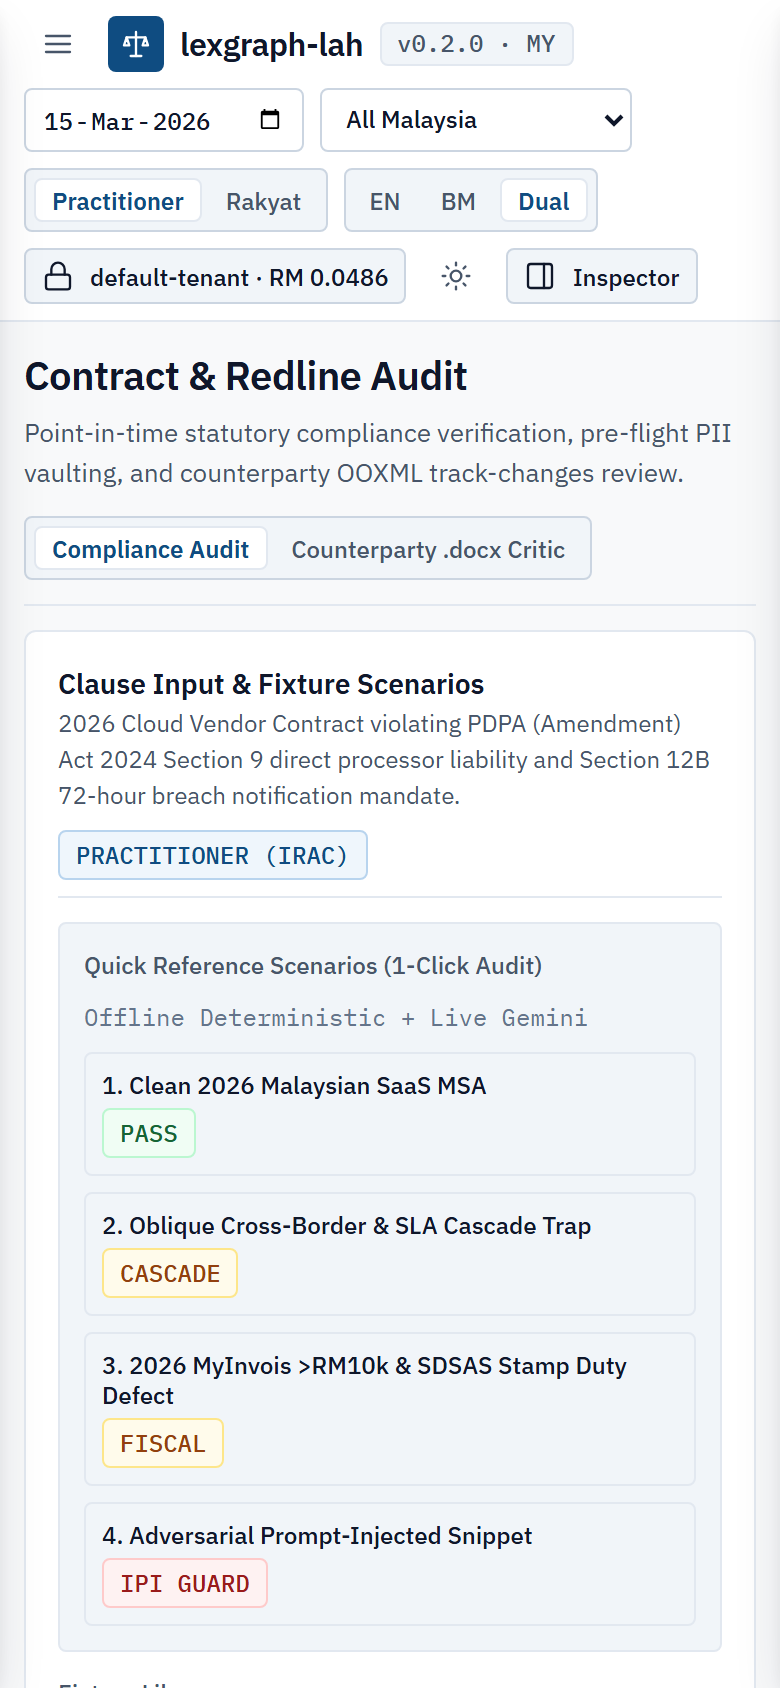 lexgraph-lah
v0.2.0 · MY
15-Mar-2026
All Malaysia
Practitioner
Rakyat
EN
BM
Dual
default-tenant · RM 0.0486
Inspector
Contract & Redline Audit
Point-in-time statutory compliance verification, pre-flight PII
vaulting, and counterparty OOXML track-changes review.
Compliance Audit
Counterparty .docx Critic
Clause Input & Fixture Scenarios
2026 Cloud Vendor Contract violating PDPA (Amendment)
Act 2024 Section 9 direct processor liability and Section 12B
72-hour breach notification mandate.
PRACTITIONER (IRAC)
Quick Reference Scenarios (1-Click Audit)
Offline Deterministic + Live Gemini
1. Clean 2026 Malaysian SaaS MSA
PASS
2. Oblique Cross-Border & SLA Cascade Trap
CASCADE
3. 2026 MyInvois >RM10k & SDSAS Stamp Duty
Defect
FISCAL
4. Adversarial Prompt-Injected Snippet
IPI GUARD